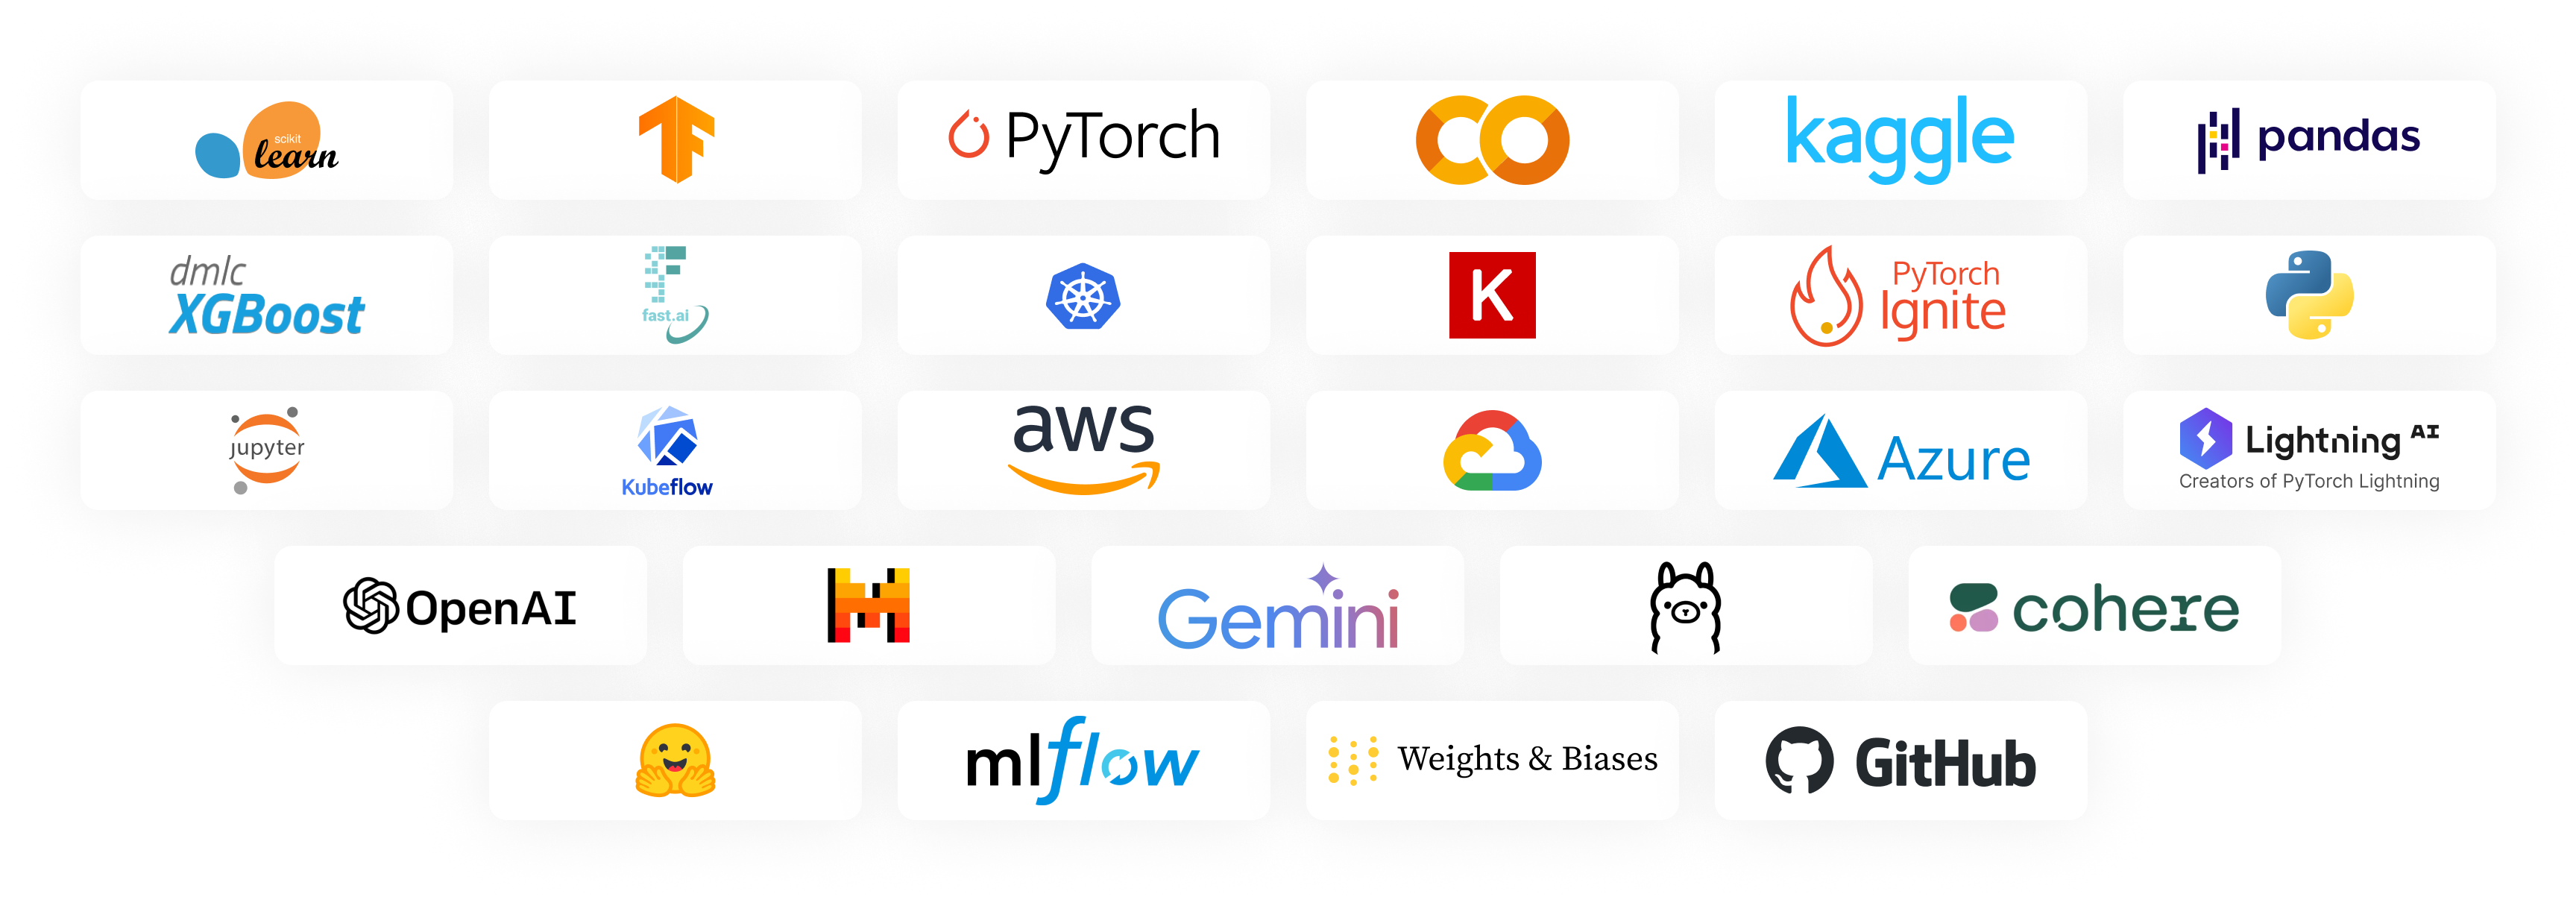 scikit
learn
PyTorch
kaggle
pandas
dmlc
XGBoost
fast.ai
K
PyTorch
Ignite
jupyter
Kubeflow
aws
Azure
Lightning AI
Creators of PyTorch Lightning
OpenAI
Gemini
cohere
mlflow
Weights & Biases
GitHub